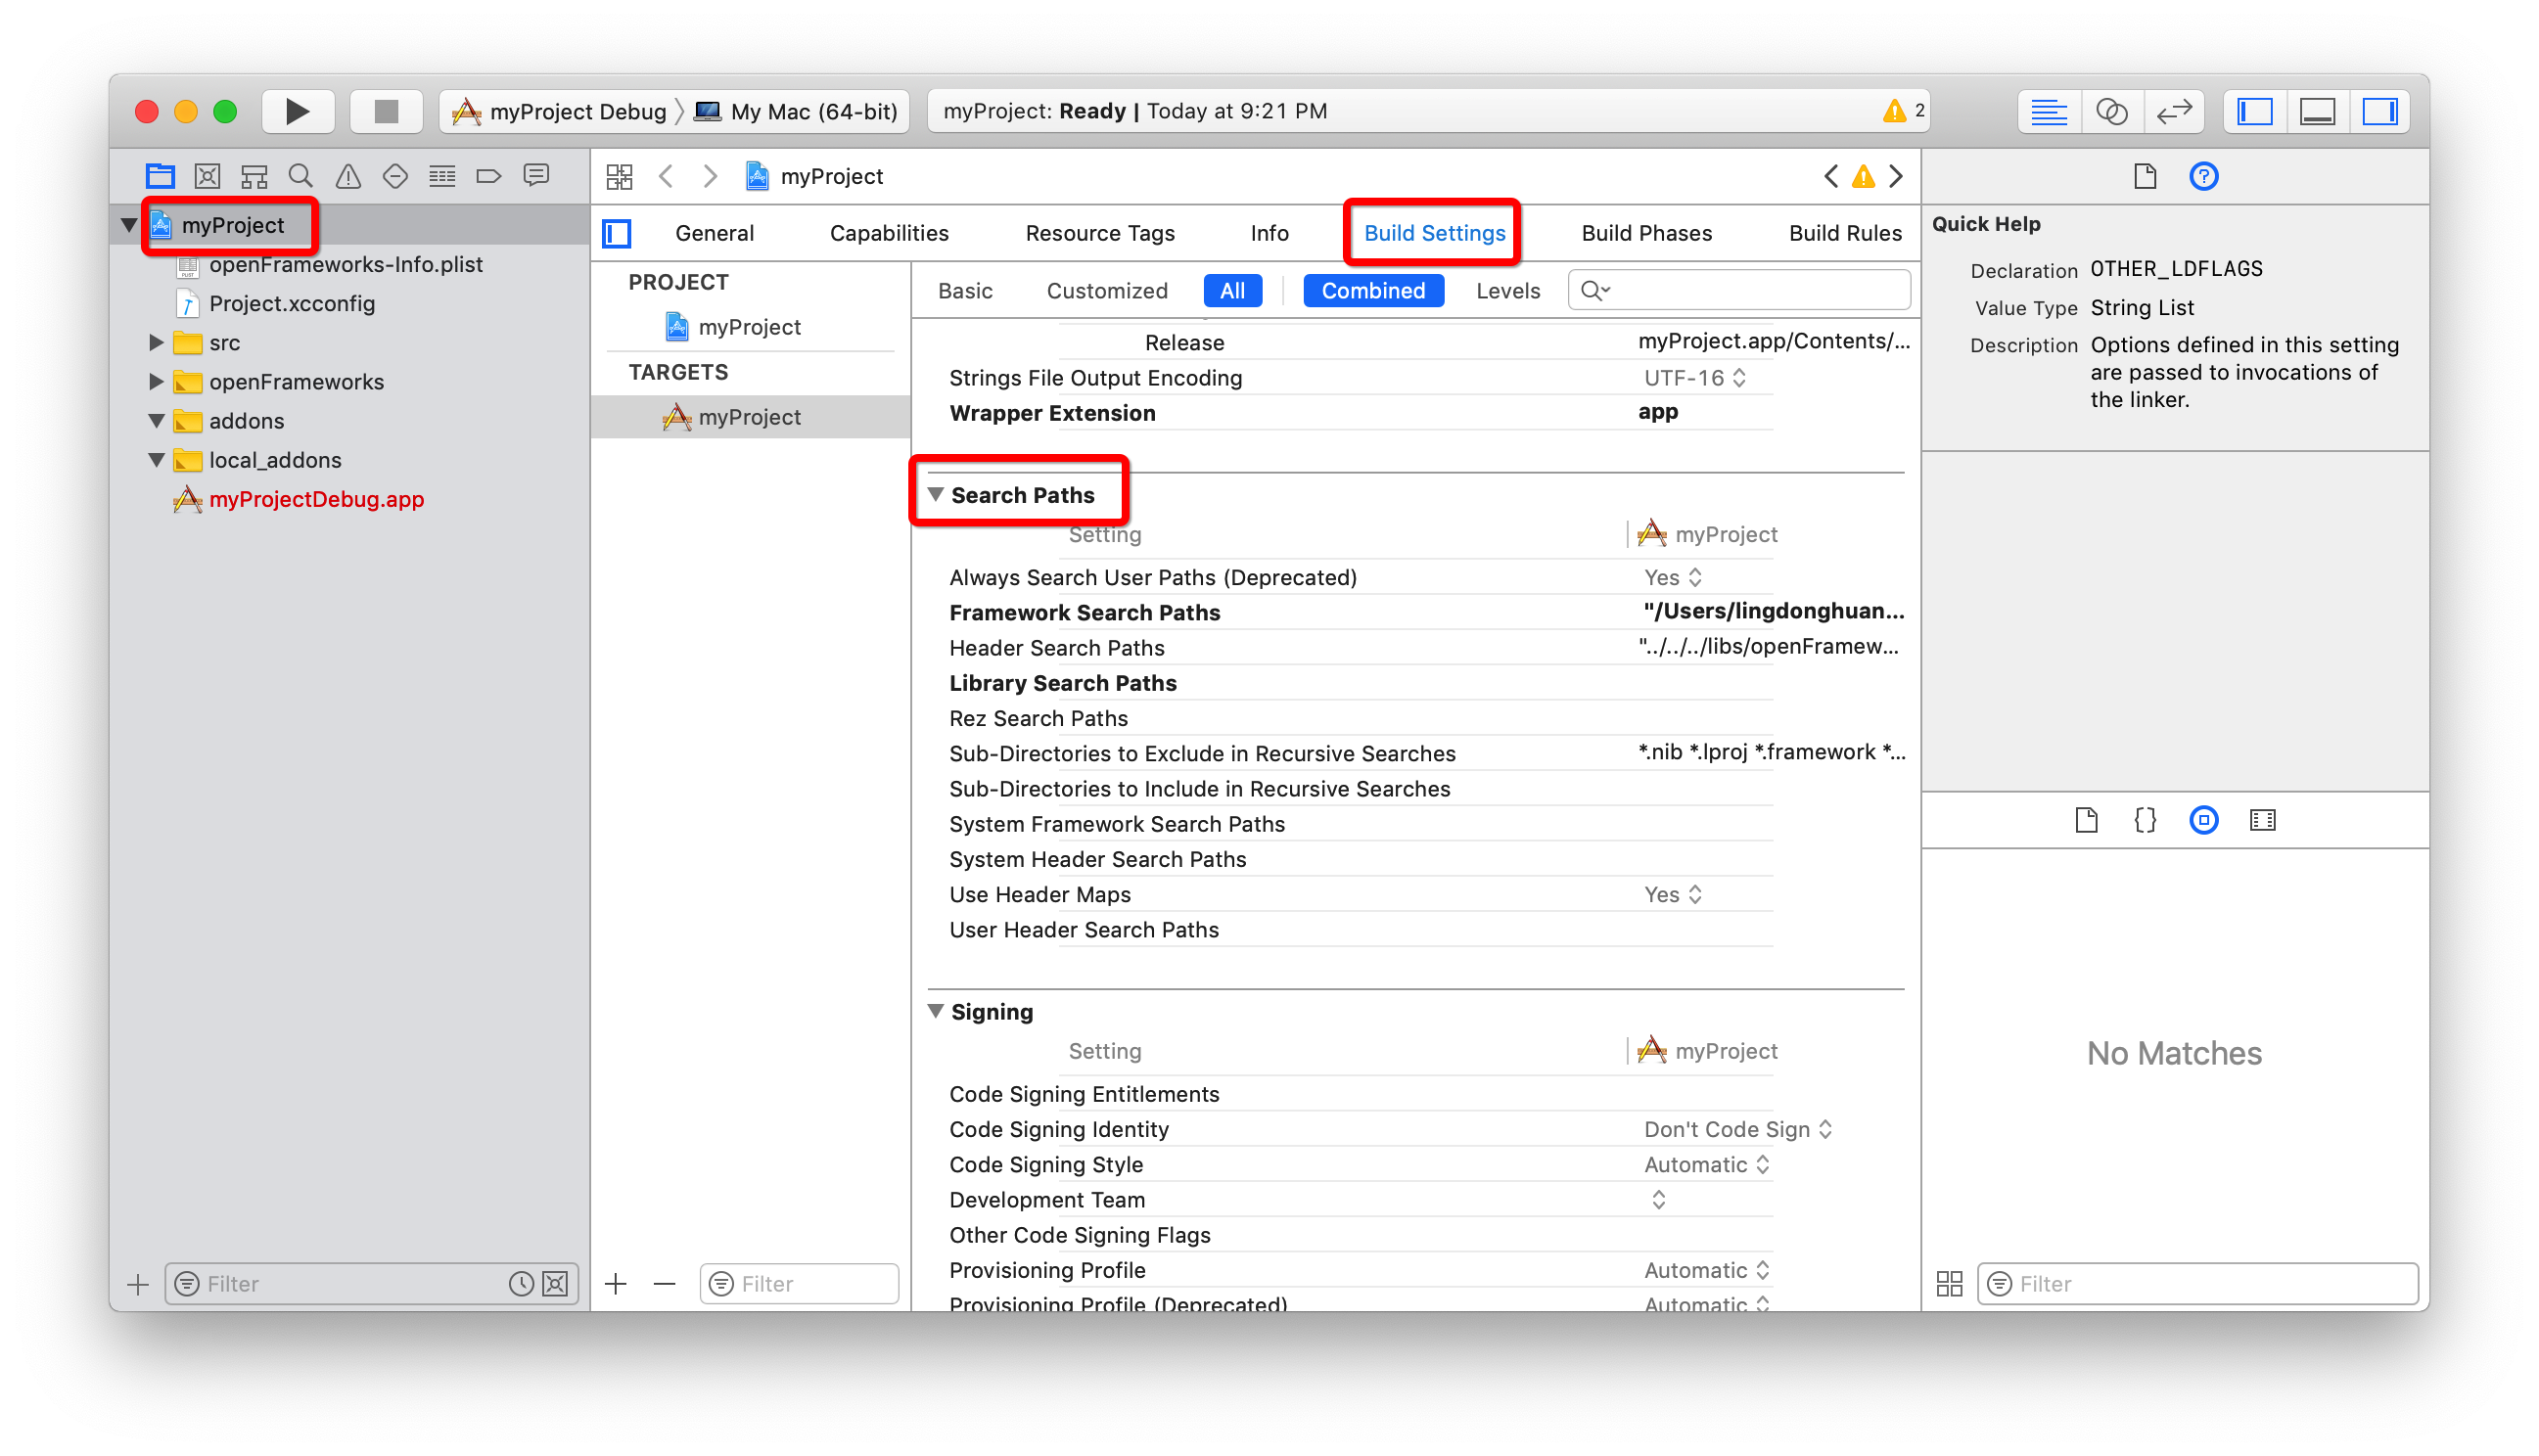 myProject Debug
My Mac (64-bit)
myProject: Ready | Today at 9:21 PM
2
myProject
openFrameworks-Info.plist
Project.xcconfig
src
openFrameworks
addons
local_addons
myProjectDebug.app
Filter
myProject
General
Capabilities
Resource Tags
Info
Build Settings
Build Phases
Build Rules
PROJECT
myProject
TARGETS
myProject
Filter
Basic
Customized
All
Combined
Levels
Release
myProject.app/Contents/...
Strings File Output Encoding
UTF-16
Wrapper Extension
app
Search Paths
Setting
myProject
Always Search User Paths (Deprecated)
Yes
Framework Search Paths
"/Users/lingdonghuan...
Header Search Paths
"../../../libs/openFramew...
Library Search Paths
Rez Search Paths
Sub-Directories to Exclude in Recursive Searches
*.nib *.lproj *.framework *...
Sub-Directories to Include in Recursive Searches
System Framework Search Paths
System Header Search Paths
Use Header Maps
Yes
User Header Search Paths
Signing
Setting
myProject
Code Signing Entitlements
Code Signing Identity
Don't Code Sign
Code Signing Style
Automatic
Development Team
Other Code Signing Flags
Provisioning Profile
Automatic
Provisioning Profile (Deprecated)
Automatic
Quick Help
Declaration OTHER_LDFLAGS
Value Type String List
Description Options defined in this setting
are passed to invocations of
the linker.
No Matches
Filter